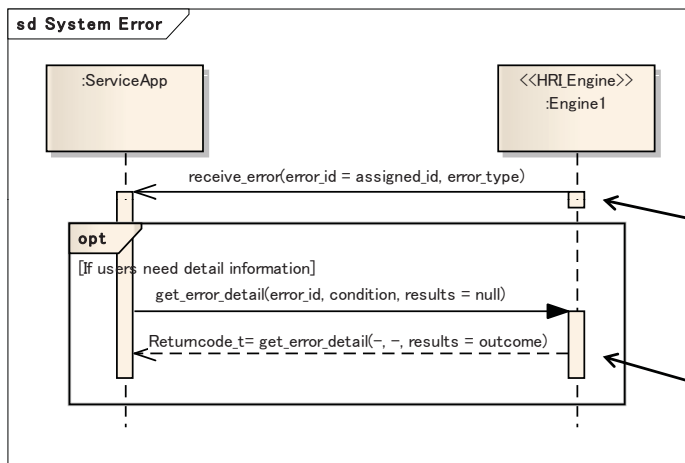 sd System Error
:ServiceApp
<<HRI_Engine>>
:Engine1
receive_error(error_id = assigned_id, error_type)
opt
[If users need detail information]
get_error_detail(error_id, condition, results = null)
Returncode_t= get_error_detail(-, -, results = outcome)